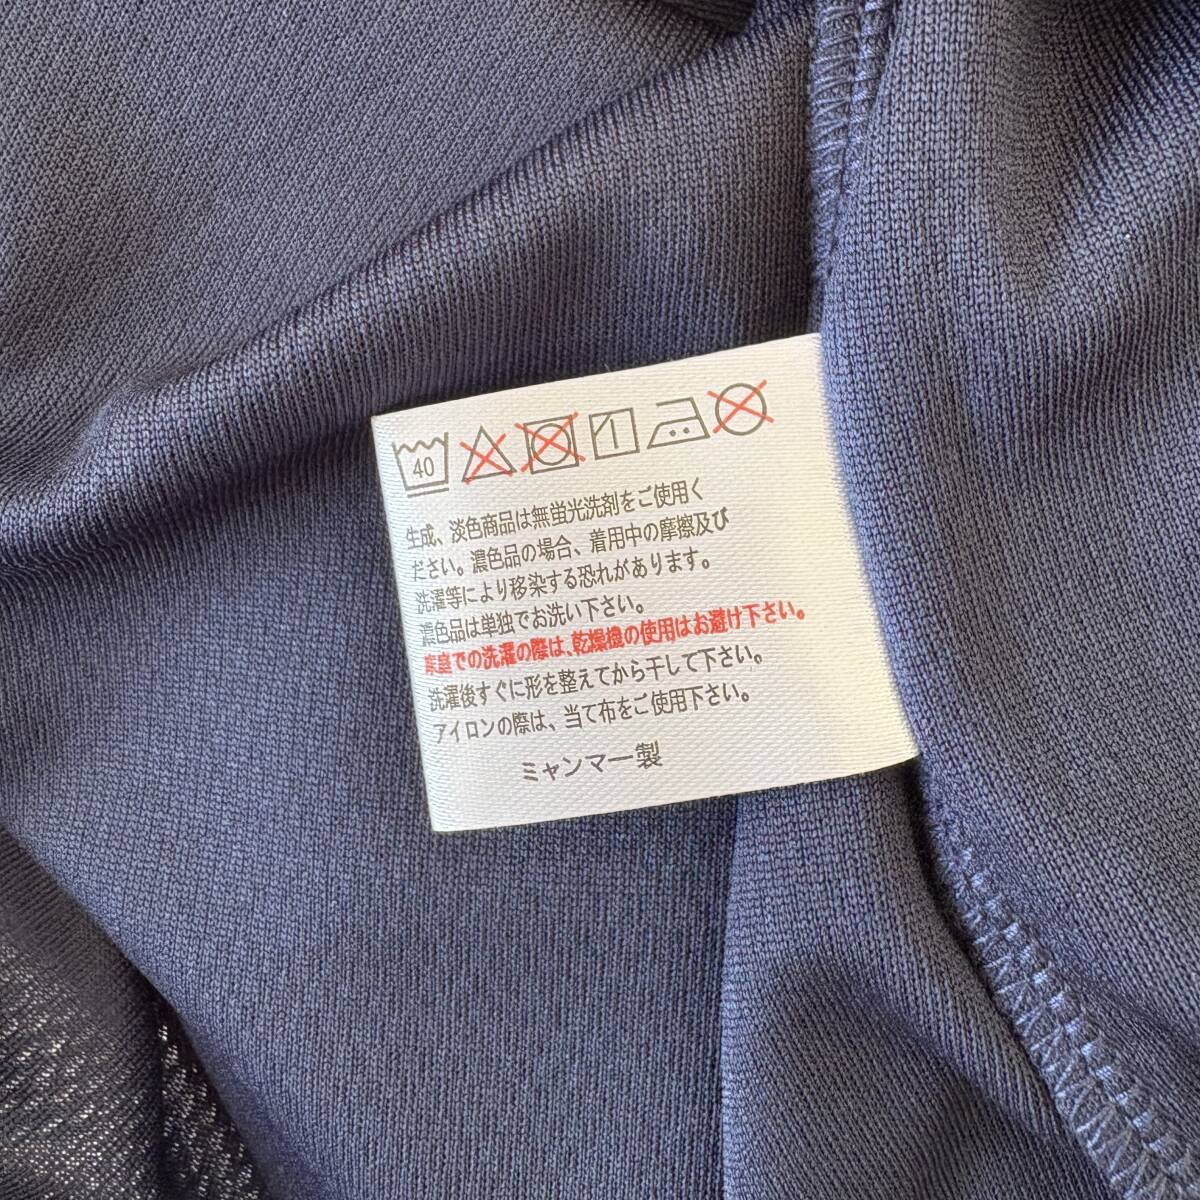 40
生成、淡色商品は無蛍光洗剤をご使用く
ださい。濃色品の場合、着用中の摩擦及び
洗濯等により移染する恐れがあります。
濃色品は単独でお洗い下さい。
家庭での洗濯の際は、乾燥機の使用はお避け下さい。
洗濯後すぐに形を整えてから干して下さい。
アイロンの際は、当て布をご使用下さい。
ミャンマー製